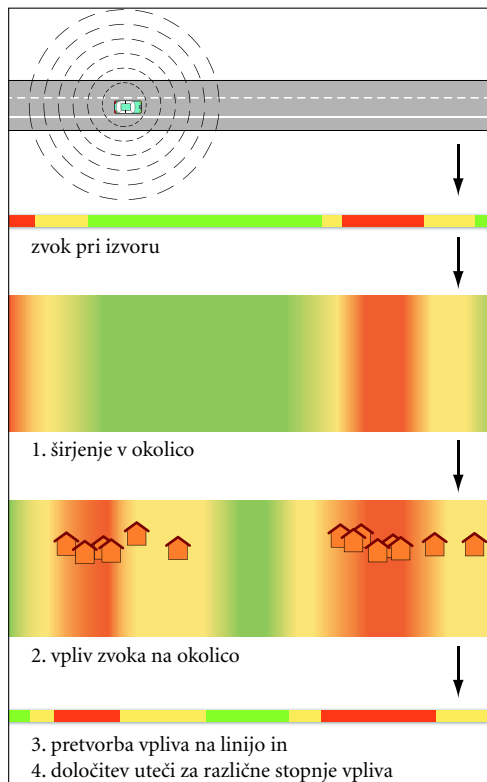 zvok pri izvoru
1. širjenje v okolico
2. vpliv zvoka na okolico
3. pretvorba vpliva na linijo in
4. določitev uteči za različne stopnje vpliva